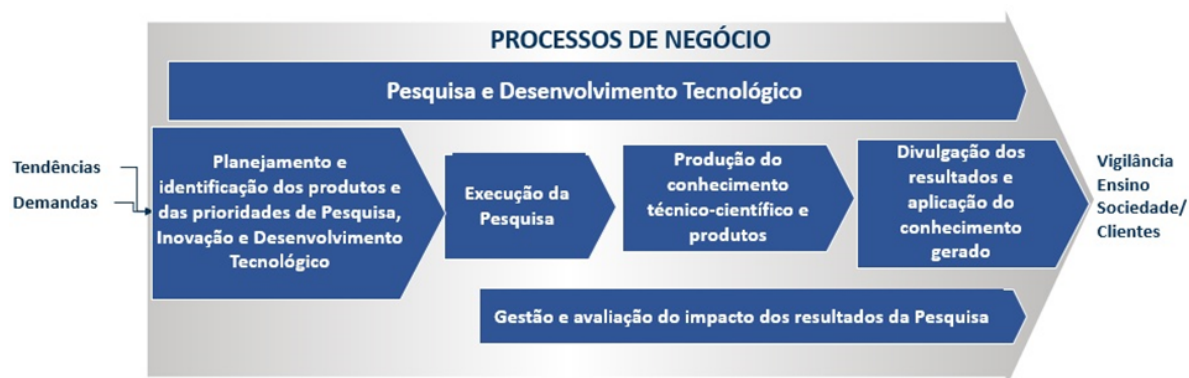 PROCESSOS DE NEGÓCIO
Pesquisa e Desenvolvimento Tecnológico
Tendências
Demandas
Planejamento e
identificação dos produtos e
das prioridades de Pesquisa,
Inovação e Desenvolvimento
Tecnológico
Execução da
Pesquisa
Produção do
conhecimento
técnico-científico e
produtos
Divulgação dos
resultados e
aplicação do
conhecimento
gerado
Vigilância
Ensino
Sociedade/
Clientes
Gestão e avaliação do impacto dos resultados da Pesquisa